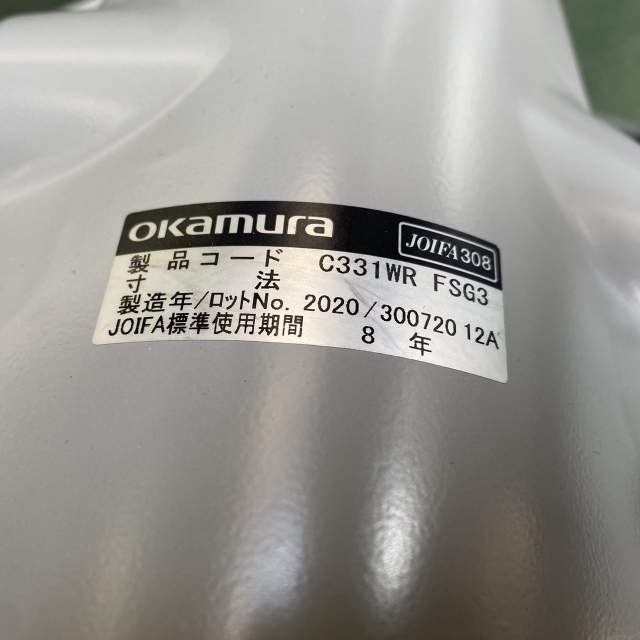 okamura
JOIFA308
製品コード C331WR FSG3
寸法
製造年/ロットNo. 2020/300720 12A
JOIFA標準使用期間 8 年